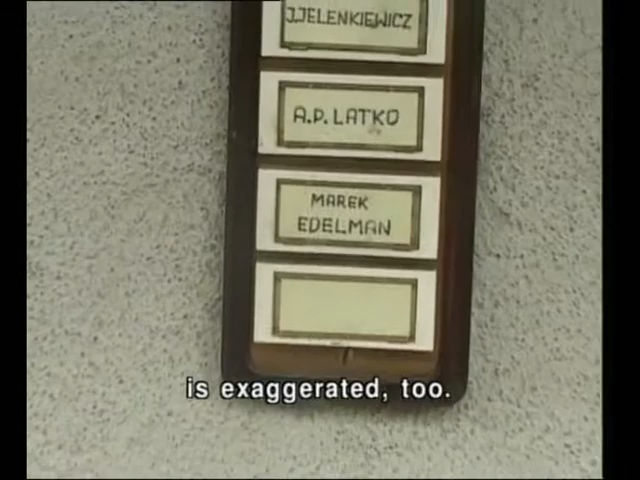 J.JELENKIEWICZ
A.P. LATKO
MAREK
EDELMAN
is exaggerated, too.